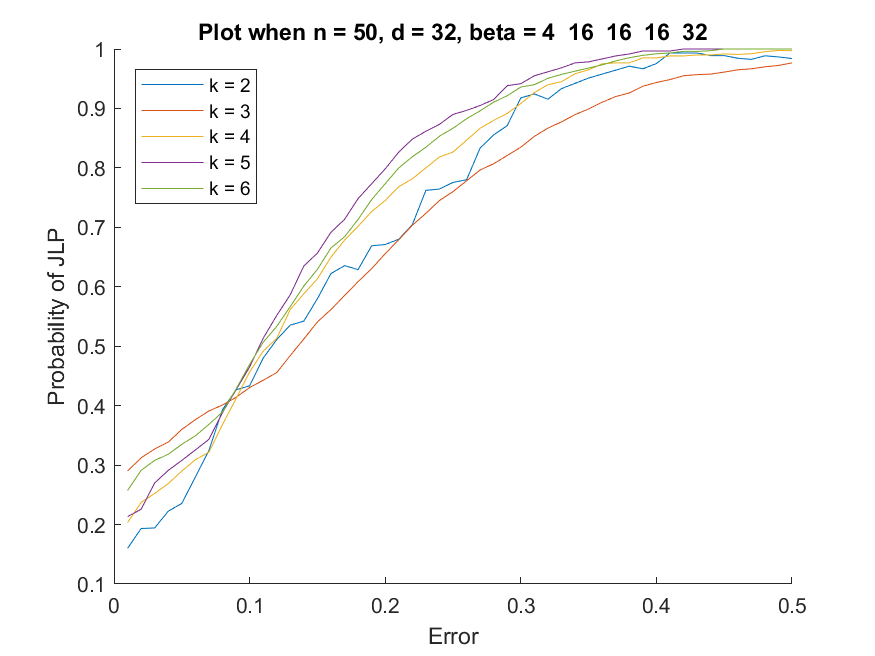 Plot when n = 50, d = 32, beta = 4  16  16  16  32
1
0.9
0.8
0.7
0.6
0.5
0.4
0.3
0.2
0.1
Probability of JLP
k = 2
k = 3
k = 4
k = 5
k = 6
0 0.1 0.2 0.3 0.4 0.5
Error